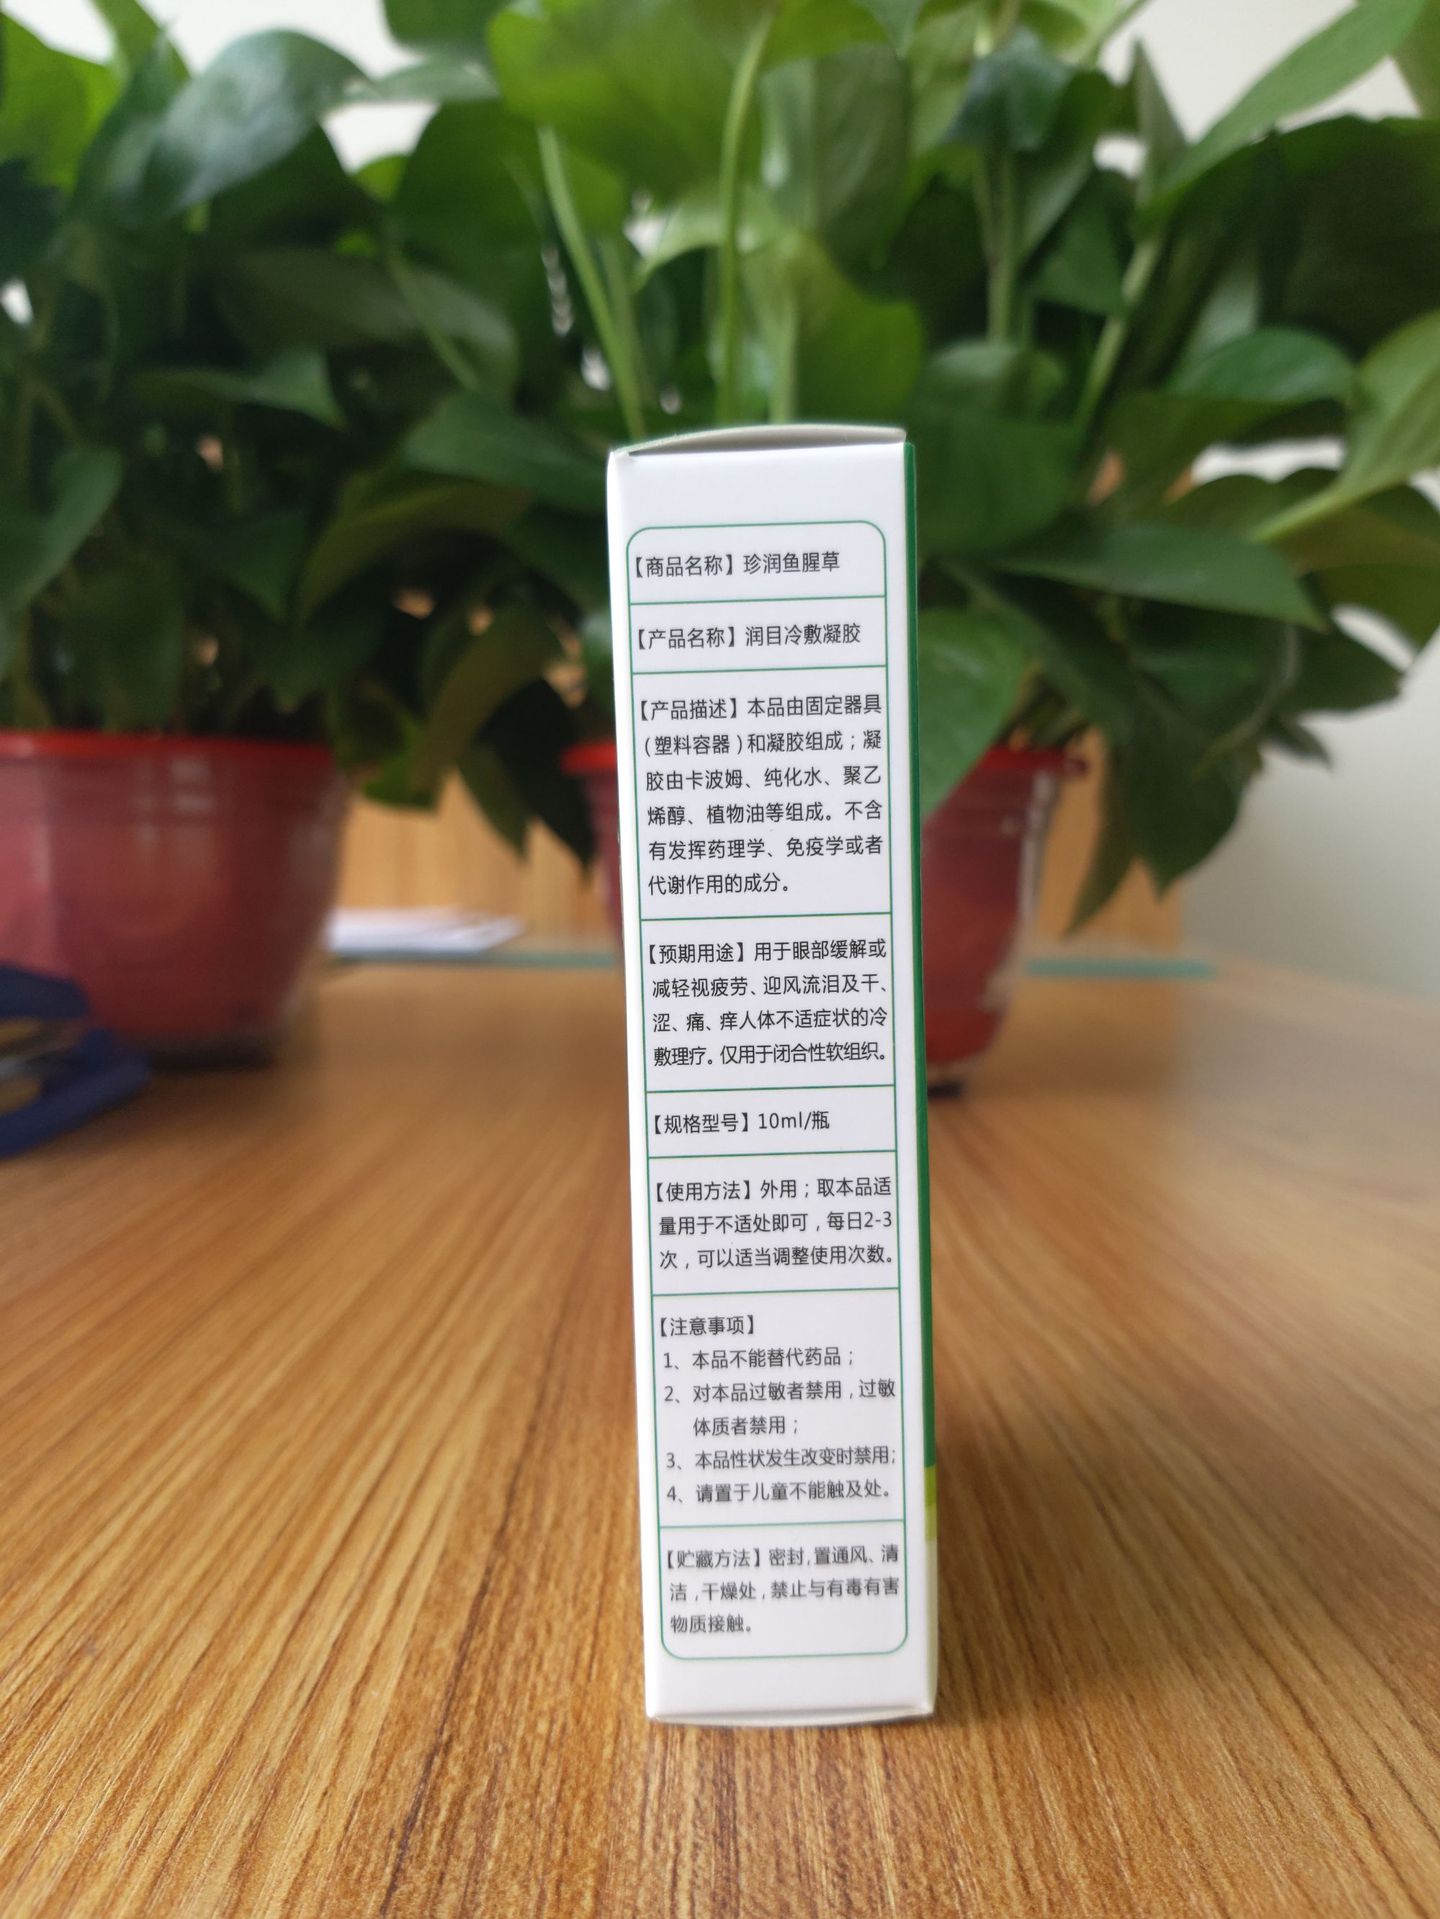 【商品名称】珍润鱼腥草
【产品名称】润目冷敷凝胶
【产品描述】本品由固定器具
(塑料容器)和凝胶组成；凝
胶由卡波姆、纯化水、聚乙
烯醇、植物油等组成。不含
有发挥药理学、免疫学或者
代谢作用的成分。
【预期用途】用于眼部缓解或
减轻视疲劳、迎风流泪及干、
涩、痛、痒人体不适症状的冷
敷理疗。仅用于闭合性软组织。
【规格型号】10ml/瓶
【使用方法】外用；取本品适
量用于不适处即可，每日2-3
次，可以适当调整使用次数。
【注意事项】
1、本品不能替代药品；
2、对本品过敏者禁用，过敏
体质者禁用；
3、本品性状发生改变时禁用；
4、请置于儿童不能触及处。
【贮藏方法】密封，置通风、清
洁，干燥处，禁止与有毒有害
物质接触。